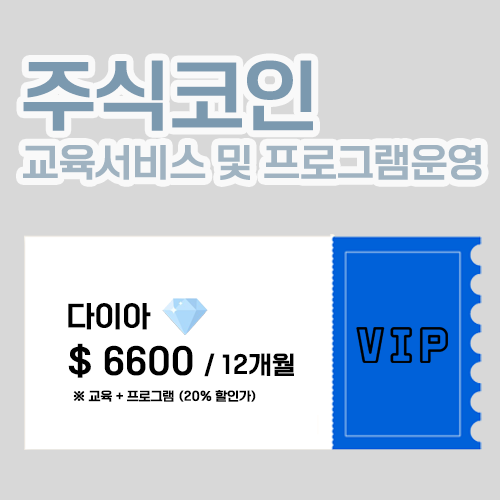 주식코인
교육서비스 및 프로그램운영
다이아
$ 6600 / 12개월
※ 교육 + 프로그램 (20% 할인가)
VIP